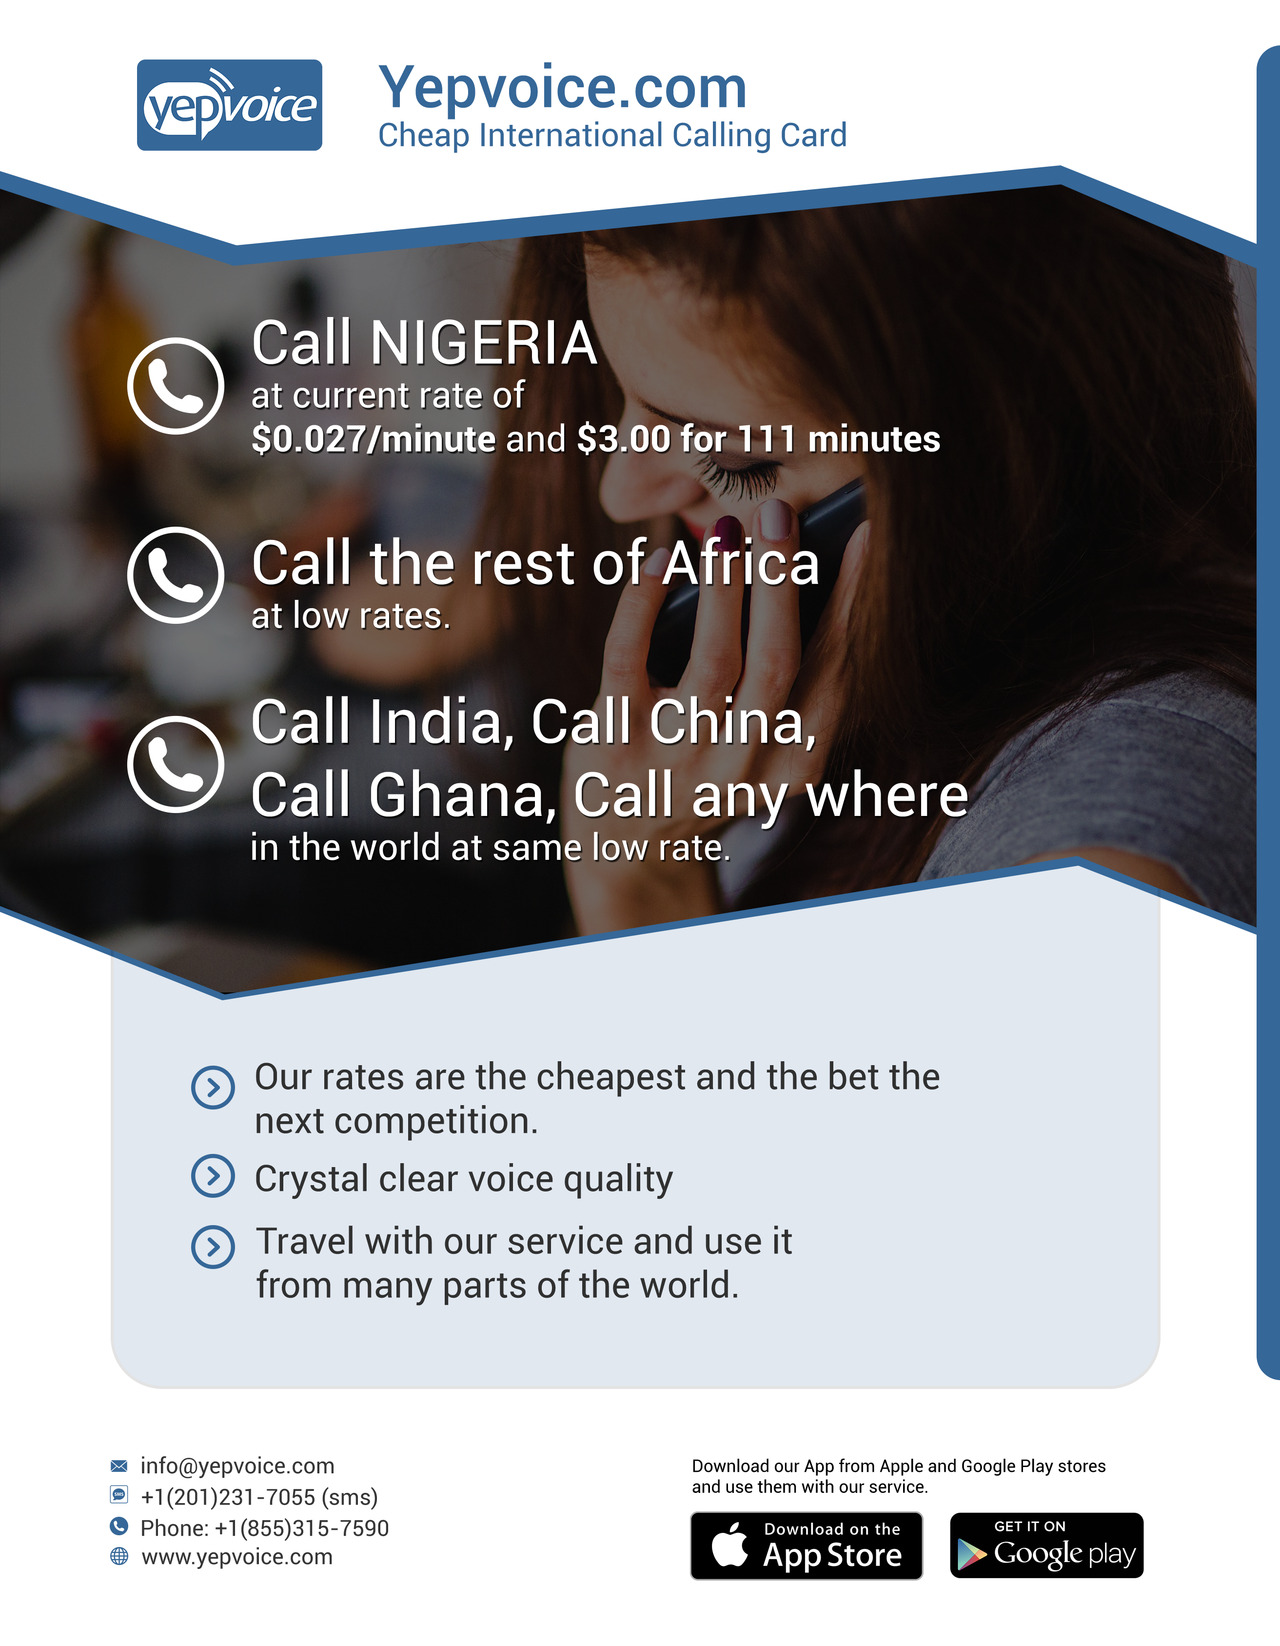 yepvoice
Yepvoice.com
Cheap International Calling Card
Call NIGERIA
at current rate of
$0.027/minute and $3.00 for 111 minutes
Call the rest of Africa
at low rates.
Call India, Call China,
Call Ghana, Call any where
in the world at same low rate.
Our rates are the cheapest and the bet the
next competition.
Crystal clear voice quality
Travel with our service and use it
from many parts of the world.
info@yepvoice.com
SMS
+1(201)231-7055 (sms)
Phone: +1(855)315-7590
www.yepvoice.com
Download our App from Apple and Google Play stores
and use them with our service.
Download on the
App Store
GET IT ON
Google play